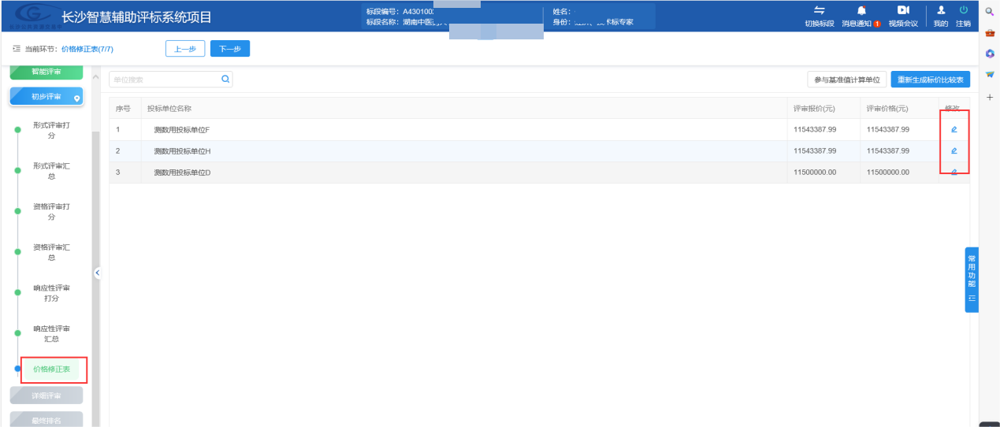 长沙智慧辅助评标系统项目
标段编号：A430100
标段名称：湖南中医
姓名：
身份：
切换标段
消息通知 1
视频会议
我的
注销
当前环节：价格修正表(7/7)
上一步
下一步
智能评审
初步评审
形式评审打
分
形式评审汇
总
资格评审打
分
资格评审汇
总
响应性评审
打分
响应性评审
汇总
价格修正表
详细评审
最终排名
单位搜索
参与基准值计算单位
重新生成标价比较表
序号 投标单位名称 评审报价(元) 评审价格(元) 修改
1 测数用投标单位F 11543387.99 11543387.99
2 测数用投标单位H 11543387.99 11543387.99
3 测数用投标单位D 11500000.00 11500000.00
常用功能